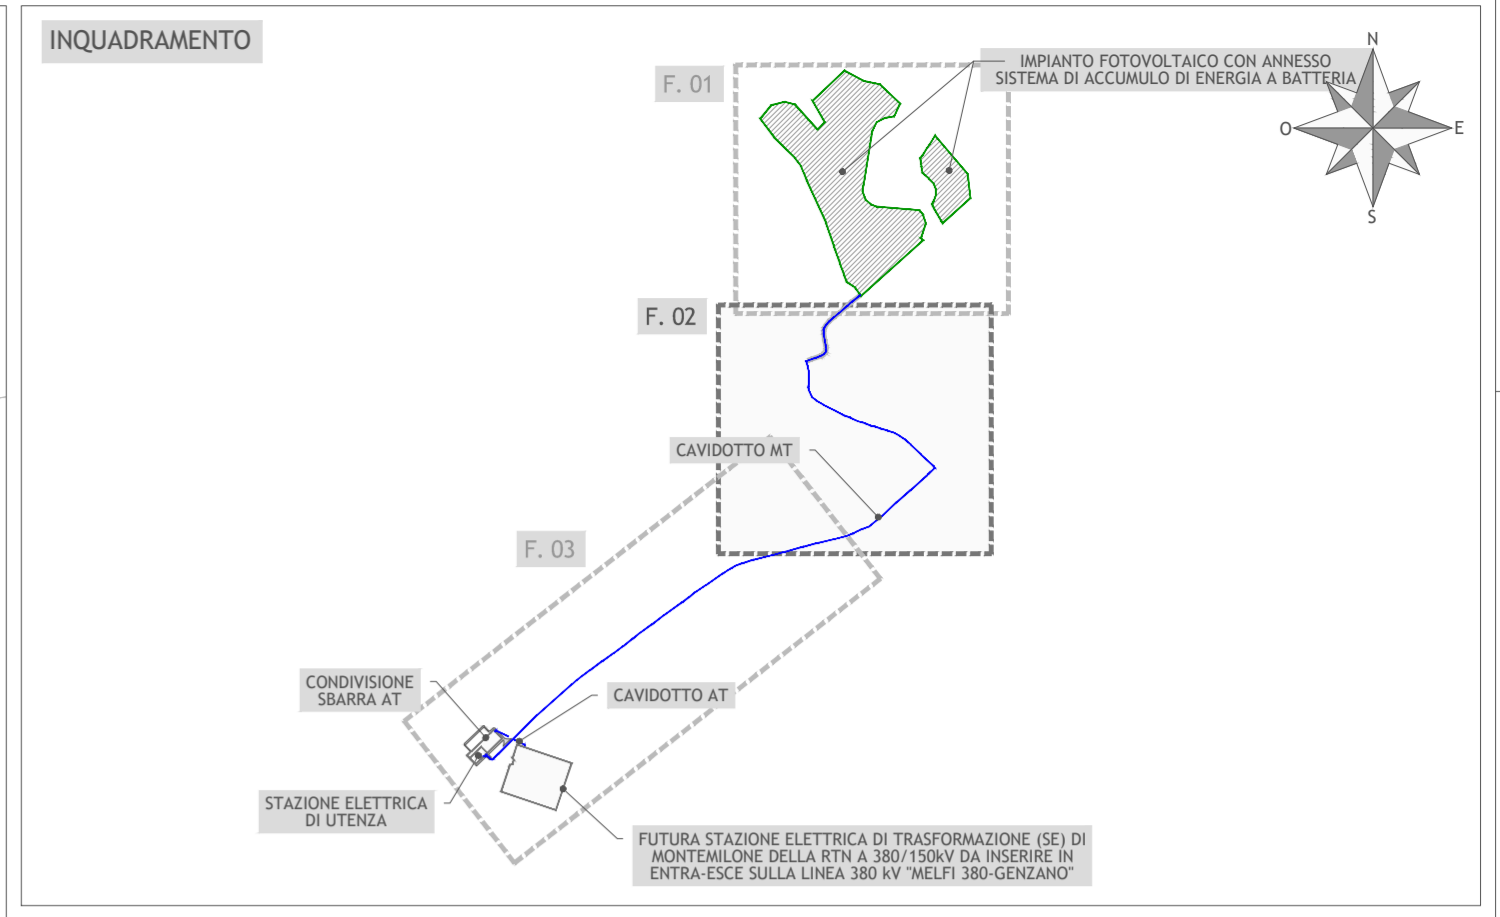 INQUADRAMENTO
F. 01
IMPIANTO FOTOVOLTAICO CON ANNESSO
SISTEMA DI ACCUMULO DI ENERGIA A BATTERIA
N
O
E
S
F. 02
CAVIDOTTO MT
F. 03
CONDIVISIONE
SBARRA AT
CAVIDOTTO AT
STAZIONE ELETTRICA
DI UTENZA
FUTURA STAZIONE ELETTRICA DI TRASFORMAZIONE (SE) DI
MONTEMILONE DELLA RTN A 380/150kV DA INSERIRE IN
ENTRA-ESCE SULLA LINEA 380 kV "MELFI 380-GENZANO"